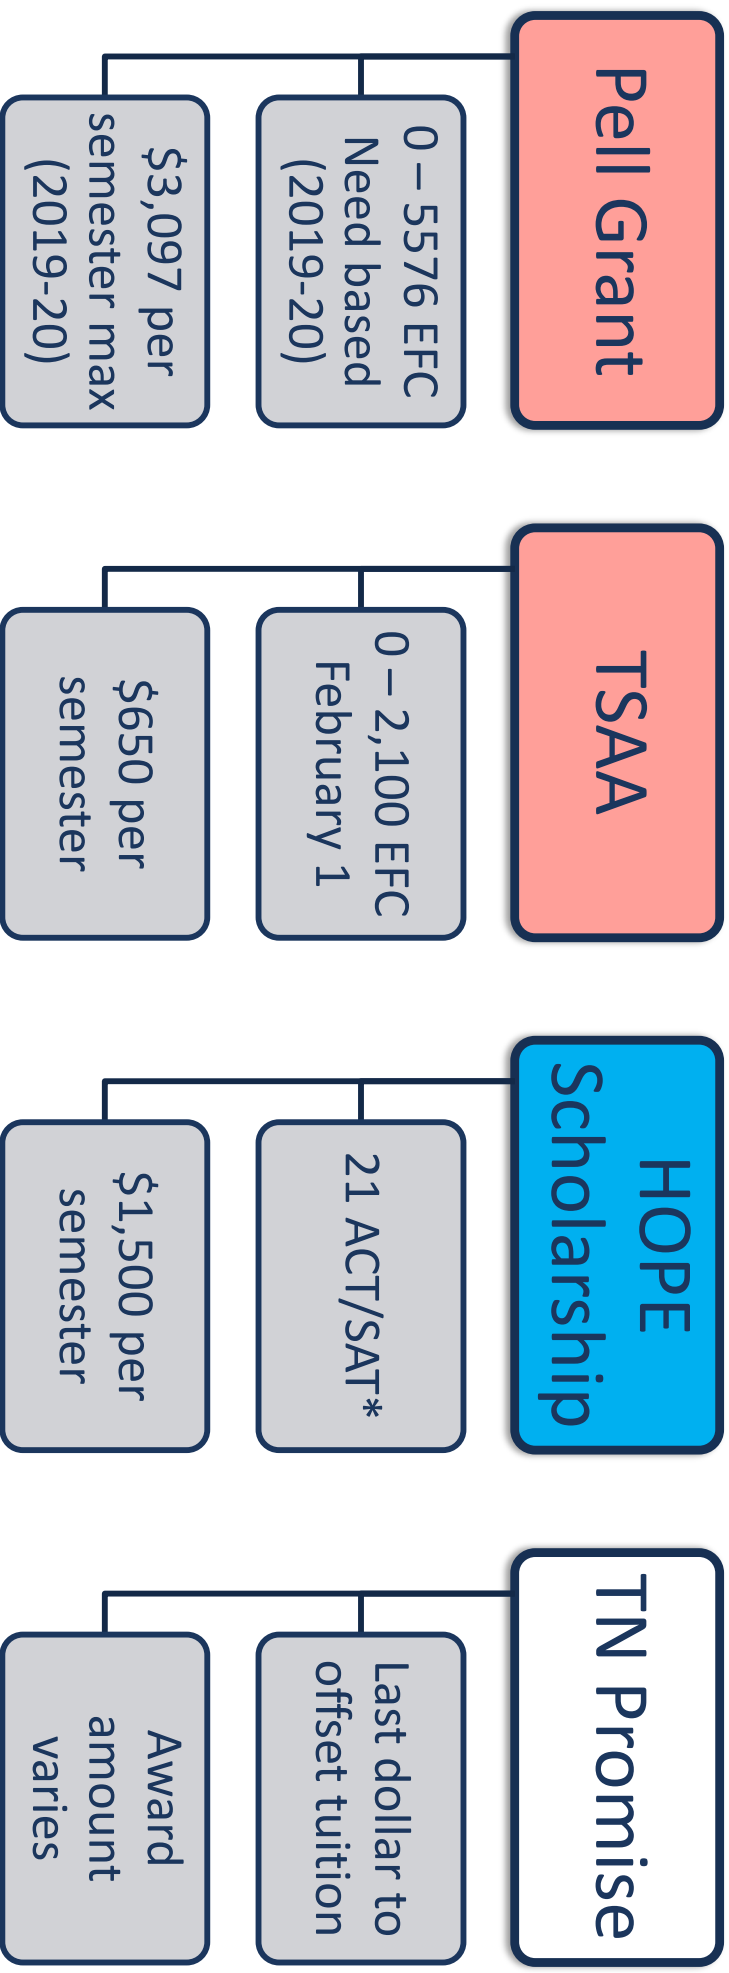 Pell Grant
0 – 5576 EFC
Need based
(2019-20)
$3,097 per
semester max
(2019-20)
TSAA
0 – 2,100 EFC
February 1
$650 per
semester
HOPE
Scholarship
21 ACT/SAT*
$1,500 per
semester
TN Promise
Last dollar to
offset tuition
Award
amount
varies